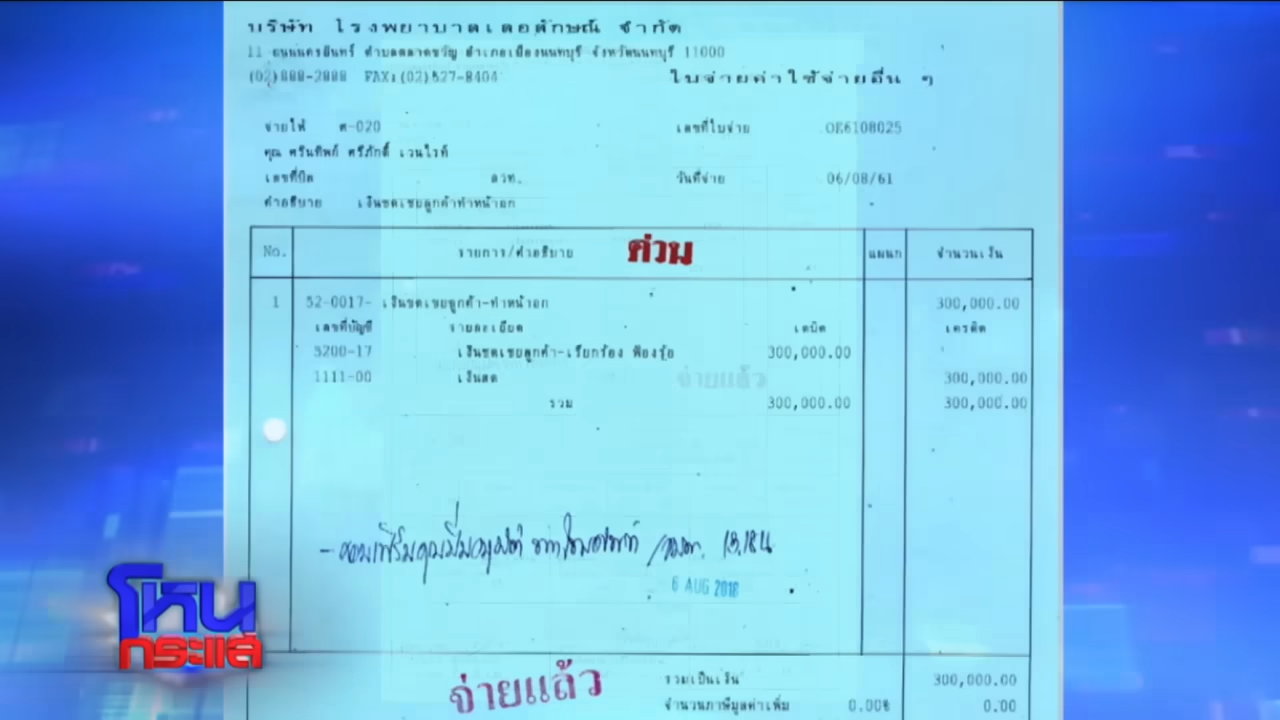 บริษัท โรงพยาบาลเลอลักษณ์ จำกัด
11 ถนนนครอินทร์ ตำบลตลาดขวัญ อำเภอเมืองนนทบุรี จังหวัดนนทบุรี 11000
(02)888-2888 FAX:(02)527-8404 ใบจ่ายค่าใช้จ่ายอื่น ๆ
จ่ายให้ ศ-020 เลขที่ใบจ่าย OE6108025
คุณ ศรินทิพย์ ศรีภักดิ์ เวนไรท์
เลขที่บิล ลวท. วันที่จ่าย 06/08/61
คำอธิบาย เงินชดเชยลูกค้าทำหน้าอก
No. รายการ/คำอธิบาย ด่วน แผนก จำนวนเงิน
1 52-0017- เงินชดเชยลูกค้า-ทำหน้าอก 300,000.00
เลขที่บัญชี รายละเอียด เดบิต เครดิต
5200-17 เงินชดเชยลูกค้า-เรียกร้อง ฟ้องรุ้อ 300,000.00
จ่ายแล้ว
1111-00 เงินสด 300,000.00
รวม 300,000.00 300,000.00
13.18 น
6 AUG 2018
โหนกระแส
จ่ายแล้ว
รวมเป็นเงิน 300,000.00
จำนวนภาษีมูลค่าเพิ่ม 0.00% 0.00